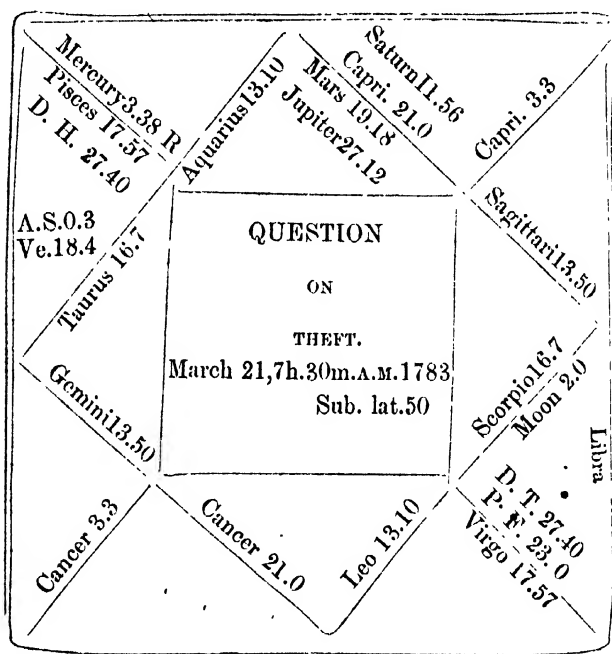 Mercury3.38 R
Pisces 17.57
D. H. 27.40
Aquarius13.10
Saturn11.56
Capri. 21.0
Mars 19.18
Jupiter27.12
Capri. 3.3
A.S.0.3
Ve.18.4
Taurus 16.7
QUESTION
ON
THEFT.
March 21,7h.30m.A.M.1783
Sub. lat.50
Sagittari13.50
Scorpio16.7
Moon 2.0
Libra
Gemini13.50
Cancer 3.3
Cancer 21.0
Leo 13.10
D. T. 27.40
P. F. 23. 0
Virgo 17.57